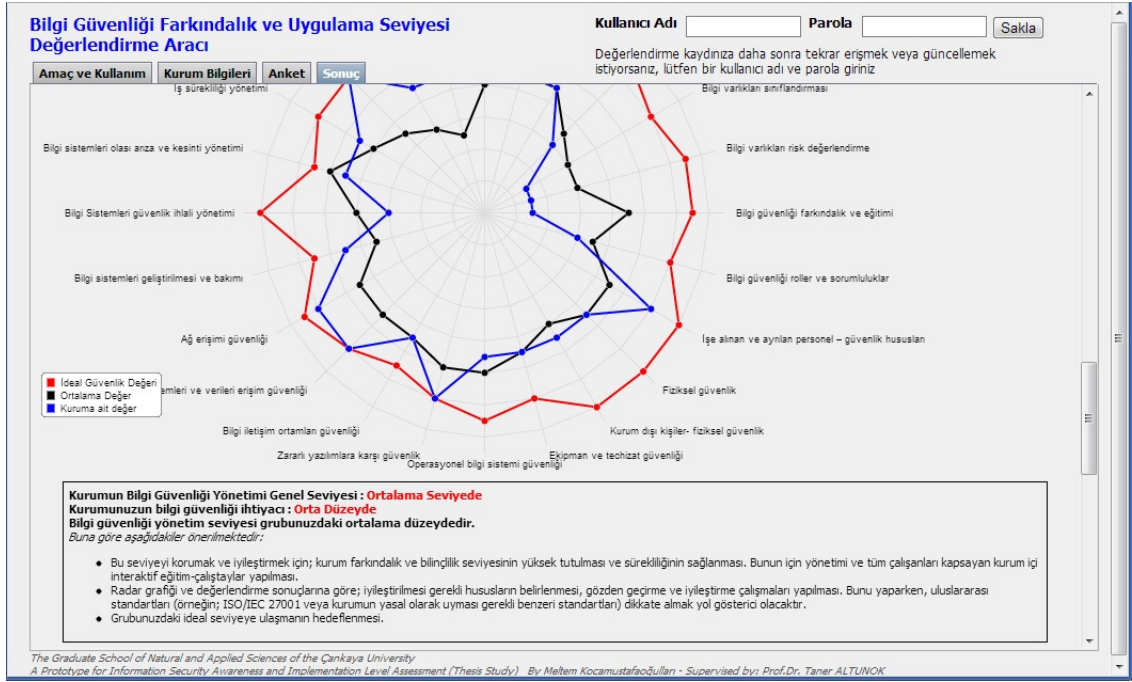 Bilgi Güvenliği Farkındalık ve Uygulama Seviyesi
Değerlendirme Aracı
Kullanıcı Adı Parola Sakla
Değerlendirme kaydınıza daha sonra tekrar erişmek veya güncellemek
istiyorsanız, lütfen bir kullanıcı adı ve parola giriniz
Amaç ve Kullanım Kurum Bilgileri Anket Sonuç
İş sürekliliği yönetimi
Bilgi varlıkları sınıflandırması
Bilgi sistemleri olası arıza ve kesinti yönetimi
Bilgi varlıkları risk değerlendirme
Bilgi Sistemleri güvenlik ihlali yönetimi
Bilgi güvenliği farkındalık ve eğitimi
Bilgi sistemleri geliştirilmesi ve bakımı
Bilgi güvenliği roller ve sorumluluklar
Ağ erişimi güvenliği
İşe alınan ve ayrılan personel – güvenlik hususları
İdeal Güvenlik Değeri
Ortalama Değer
Kuruma ait değer
emleri ve verileri erişim güvenliği
Fiziksel güvenlik
Bilgi iletişim ortamları güvenliği
Kurum dışı kişiler- fiziksel güvenlik
Zararlı yazılımlara karşı güvenlik
Operasyonel bilgi sistemi güvenliği
Ekipman ve techizat güvenliği
Kurumun Bilgi Güvenliği Yönetimi Genel Seviyesi : Ortalama Seviyede
Kurumunuzun bilgi güvenliği ihtiyacı : Orta Düzeyde
Bilgi güvenliği yönetim seviyesi grubunuzdaki ortalama düzeydedir.
Buna göre aşağıdakiler önerilmektedir:
• Bu seviyeyi korumak ve iyileştirmek için; kurum farkındalık ve bilinçlilik seviyesinin yüksek tutulması ve sürekliliğinin sağlanması. Bunun için yönetimi ve tüm çalışanları kapsayan kurum içi
interaktif eğitim-çalıştaylar yapılması.
• Radar grafiği ve değerlendirme sonuçlarına göre; iyileştirilmesi gerekli hususların belirlenmesi, gözden geçirme ve iyileştirme çalışmaları yapılması. Bunu yaparken, uluslararası
standartları (örneğin; ISO/IEC 27001 veya kurumun yasal olarak uyması gerekli benzeri standartları) dikkate almak yol gösterici olacaktır.
• Grubunuzdaki ideal seviyeye ulaşmanın hedeflenmesi.
The Graduate School of Natural and Applied Sciences of the Çankaya University
A Prototype for Information Security Awareness and Implementation Level Assessment (Thesis Study) By Meltem Kocamustafaoğulları - Supervised by: Prof.Dr. Taner ALTUNOK